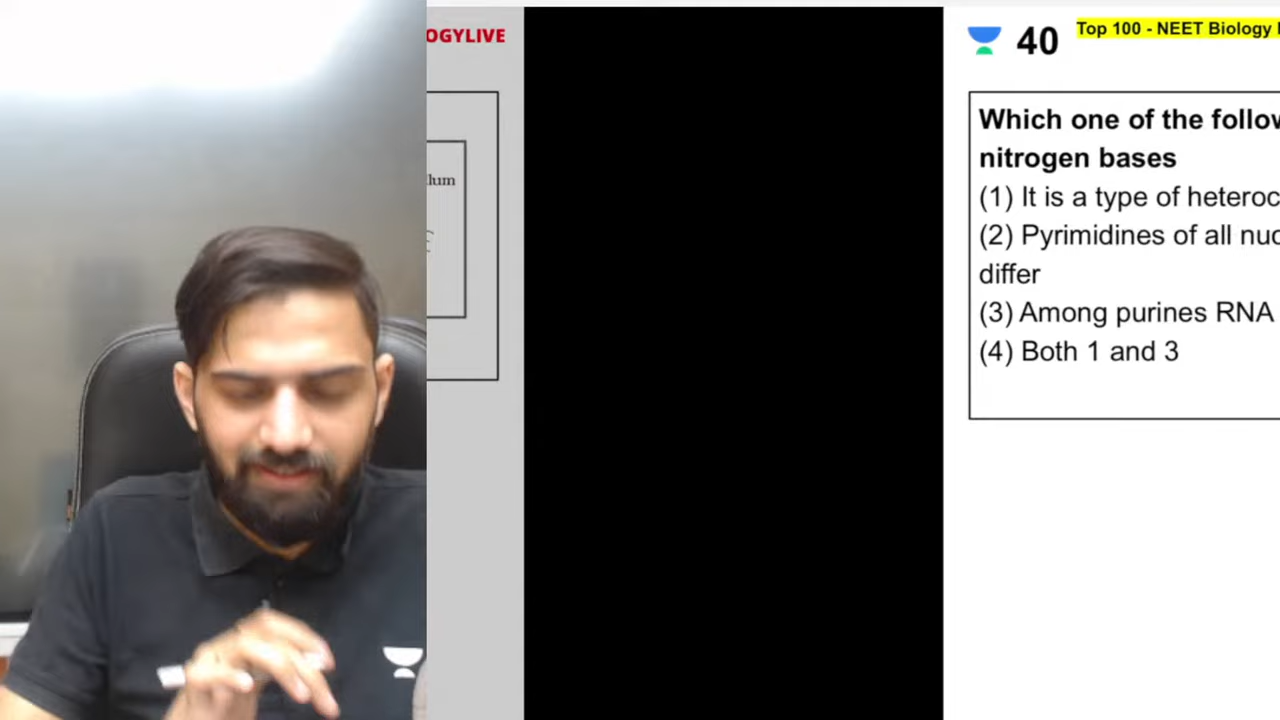 OGYLIVE
lum
40
Top 100 - NEET Biology
Which one of the follow
nitrogen bases
(1) It is a type of heteroc
(2) Pyrimidines of all nuc
differ
(3) Among purines RNA
(4) Both 1 and 3